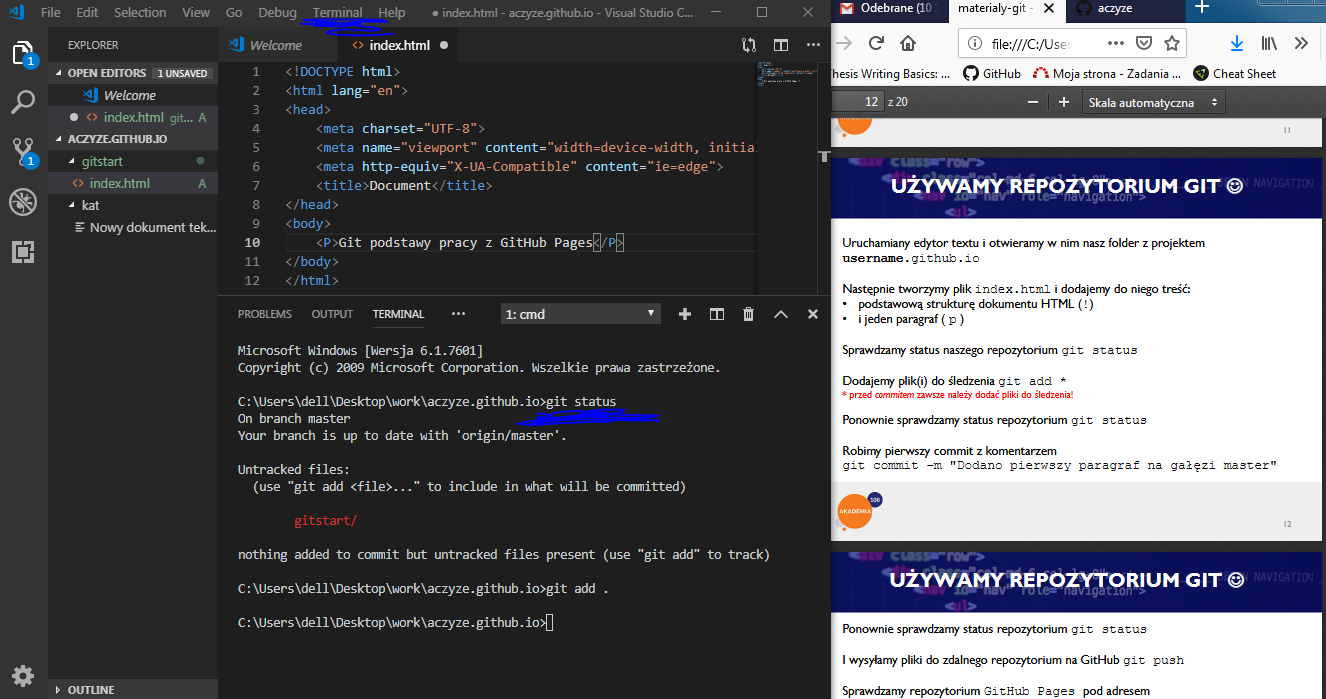 File Edit Selection View Go Debug Terminal Help ● index.html - aczyze.github.io - Visual Studio C...
EXPLORER
OPEN EDITORS 1 UNSAVED
Welcome
index.html git... A
ACZYZE.GITHUB.IO
gitstart
index.html A
kat
Nowy dokument tek...
OUTLINE
1
1
Welcome index.html
1 <!DOCTYPE html>
2 <html lang="en">
3 <head>
4 <meta charset="UTF-8">
5 <meta name="viewport" content="width=device-width, initial
6 <meta http-equiv="X-UA-Compatible" content="ie=edge">
7 <title>Document</title>
8 </head>
9 <body>
10 <P>Git podstawy pracy z GitHub Pages</P>
11 </body>
12 </html>
PROBLEMS OUTPUT TERMINAL ••• 1: cmd
Microsoft Windows [Wersja 6.1.7601]
Copyright (c) 2009 Microsoft Corporation. Wszelkie prawa zastrzeżone.
C:\Users\dell\Desktop\work\aczyze.github.io>git status
On branch master
Your branch is up to date with 'origin/master'.
Untracked files:
(use "git add <file>..." to include in what will be committed)
gitstart/
nothing added to commit but untracked files present (use "git add" to track)
C:\Users\dell\Desktop\work\aczyze.github.io>git add .
C:\Users\dell\Desktop\work\aczyze.github.io>
Odebrane (10 materialy-git - aczyze
file:///C:/User
hesis Writing Basics: ... GitHub Moja strona - Zadania ... Cheat Sheet
12 z 20 Skala automatyczna
11
UŻYWAMY REPOZYTORIUM GIT ☺
Uruchamiany edytor textu i otwieramy w nim nasz folder z projektem
username.github.io
Następnie tworzymy plik index.html i dodajemy do niego treść:
• podstawową strukturę dokumentu HTML (!)
• i jeden paragraf ( p )
Sprawdzamy status naszego repozytorium git status
Dodajemy plik(i) do śledzenia git add *
* przed commitem zawsze należy dodać pliki do śledzenia!
Ponownie sprawdzamy status repozytorium git status
Robimy pierwszy commit z komentarzem
git commit -m "Dodano pierwszy paragraf na gałęzi master"
AKADEMIA 108
12
UŻYWAMY REPOZYTORIUM GIT ☺
Ponownie sprawdzamy status repozytorium git status
I wysyłamy pliki do zdalnego repozytorium na GitHub git push
Sprawdzamy repozytorium GitHub Pages pod adresem